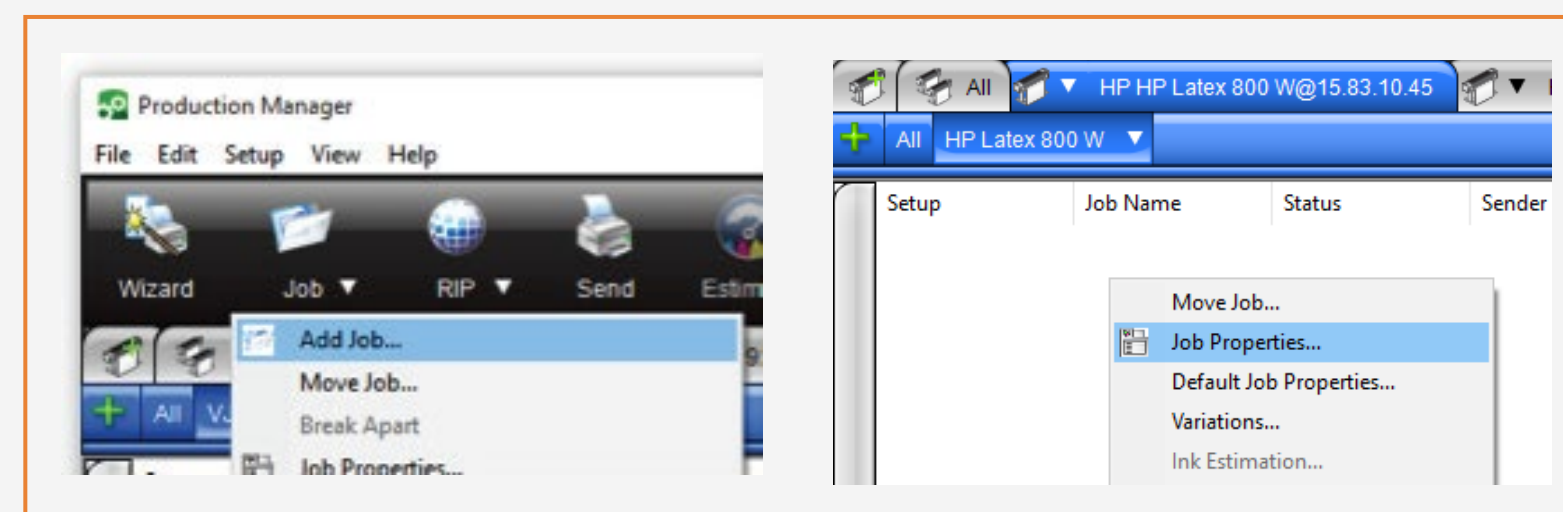 Production Manager
File Edit Setup View Help
Wizard Job RIP Send
Add Job...
Move Job...
All
Break Apart
Job Properties...
All HP HP Latex 800 W@15.83.10.45
All HP Latex 800 W
Setup Job Name Status Sender
Move Job...
Job Properties...
Default Job Properties...
Variations...
Ink Estimation...